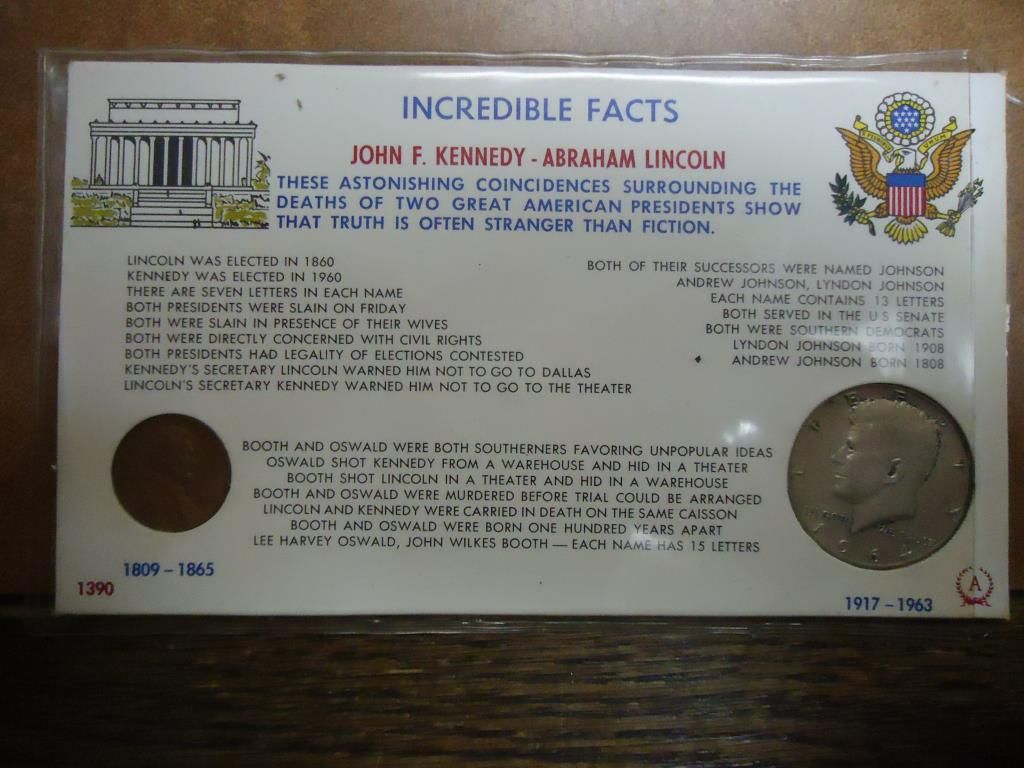 INCREDIBLE FACTS
JOHN F. KENNEDY - ABRAHAM LINCOLN
THESE ASTONISHING COINCIDENCES SURROUNDING THE
DEATHS OF TWO GREAT AMERICAN PRESIDENTS SHOW
THAT TRUTH IS OFTEN STRANGER THAN FICTION.
LINCOLN WAS ELECTED IN 1860
KENNEDY WAS ELECTED IN 1960
THERE ARE SEVEN LETTERS IN EACH NAME
BOTH PRESIDENTS WERE SLAIN ON FRIDAY
BOTH WERE SLAIN IN PRESENCE OF THEIR WIVES
BOTH WERE DIRECTLY CONCERNED WITH CIVIL RIGHTS
BOTH PRESIDENTS HAD LEGALITY OF ELECTIONS CONTESTED
KENNEDY'S SECRETARY LINCOLN WARNED HIM NOT TO GO TO DALLAS
LINCOLN'S SECRETARY KENNEDY WARNED HIM NOT TO GO TO THE THEATER
BOTH OF THEIR SUCCESSORS WERE NAMED JOHNSON
ANDREW JOHNSON, LYNDON JOHNSON
EACH NAME CONTAINS 13 LETTERS
BOTH SERVED IN THE U.S SENATE
BOTH WERE SOUTHERN DEMOCRATS
LYNDON JOHNSON BORN 1908
ANDREW JOHNSON BORN 1808
BOOTH AND OSWALD WERE BOTH SOUTHERNERS FAVORING UNPOPULAR IDEAS
OSWALD SHOT KENNEDY FROM A WAREHOUSE AND HID IN A THEATER
BOOTH SHOT LINCOLN IN A THEATER AND HID IN A WAREHOUSE
BOOTH AND OSWALD WERE MURDERED BEFORE TRIAL COULD BE ARRANGED
LINCOLN AND KENNEDY WERE CARRIED IN DEATH ON THE SAME CAISSON
BOOTH AND OSWALD WERE BORN ONE HUNDRED YEARS APART
LEE HARVEY OSWALD, JOHN WILKES BOOTH — EACH NAME HAS 15 LETTERS
1809 – 1865
1390
1917 – 1963
A